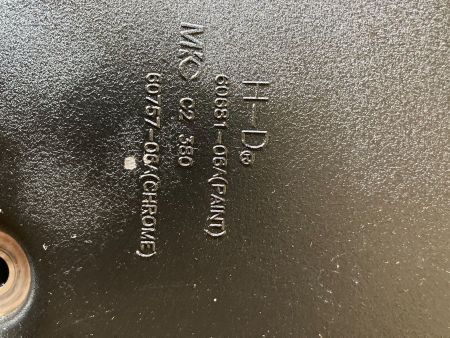 H-D®
60681-06A(PAINT)
MK C2 380
60757-06A(CHROME)